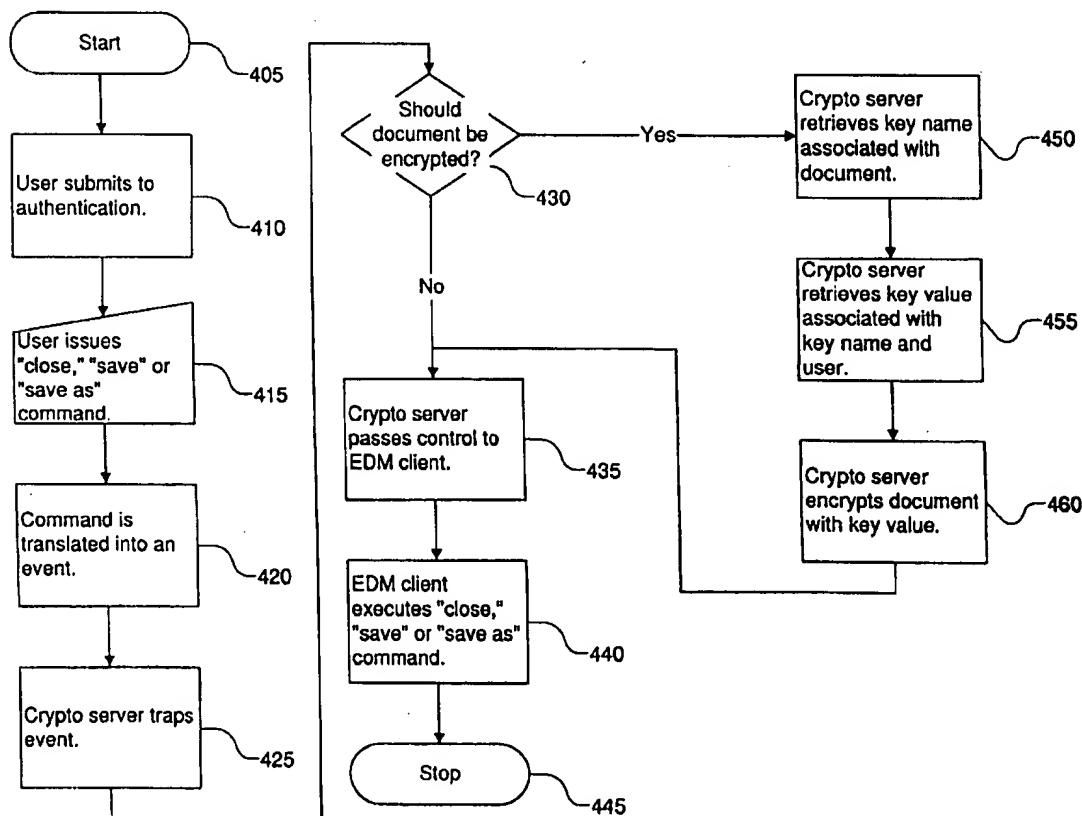 Start
405
User submits to
authentication.
410
User issues
"close," "save" or
"save as"
command.
415
Command is
translated into an
event.
420
Crypto server traps
event.
425
Should
document be
encrypted?
430
Yes
No
Crypto server
passes control to
EDM client.
435
EDM client
executes "close,"
"save" or "save as"
command.
440
Stop
445
Crypto server
retrieves key name
associated with
document.
450
Crypto server
retrieves key value
associated with
key name and
user.
455
Crypto server
encrypts document
with key value.
460